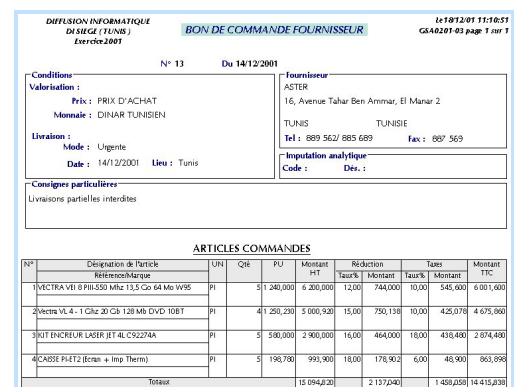 DIFFUSION INFORMATIQUE
DI SIEGE ( TUNIS )
Exercice 2001
BON DE COMMANDE FOURNISSEUR
Le 18/12/01 11:10:51
GSA0201-03 page 1 sur 1
N° 13 Du 14/12/2001
Conditions
Valorisation :
Prix : PRIX D'ACHAT
Monnaie : DINAR TUNISIEN
Livraison :
Mode : Urgente
Date : 14/12/2001 Lieu : Tunis
Fournisseur
ASTER
16, Avenue Tahar Ben Ammar, El Manar 2
TUNIS TUNISIE
Tel : 889 562/ 885 689 Fax : 887 569
Imputation analytique
Code : Dés. :
Consignes particulières
Livraisons partielles interdites
ARTICLES COMMANDES
N° Désignation de l'article UN Qté PU Montant HT Réduction Taxes Montant TTC
Référence/Marque Taux% Montant Taux% Montant
1 VECTRA VEI 8 PIII-550 Mhz 13,5 Go 64 Mo W95 PI 5 1 240,000 6 200,000 12,00 744,000 10,00 545,600 6 001,600
2 Vectra VL 4 - 1 Ghz 20 Gb 128 Mb DVD 10BT PI 4 1 250,230 5 000,920 15,00 750,138 10,00 425,078 4 675,860
3 KIT ENCREUR LASER JET 4L C92274A PI 5 580,000 2 900,000 16,00 464,000 18,00 438,480 2 874,480
4 CAISSE PI-ET2 (Ecran + Imp Therm) PI 5 198,780 993,900 18,00 178,902 6,00 48,900 863,898
Totaux 15 094,820 2 137,040 1 458,058 14 415,838